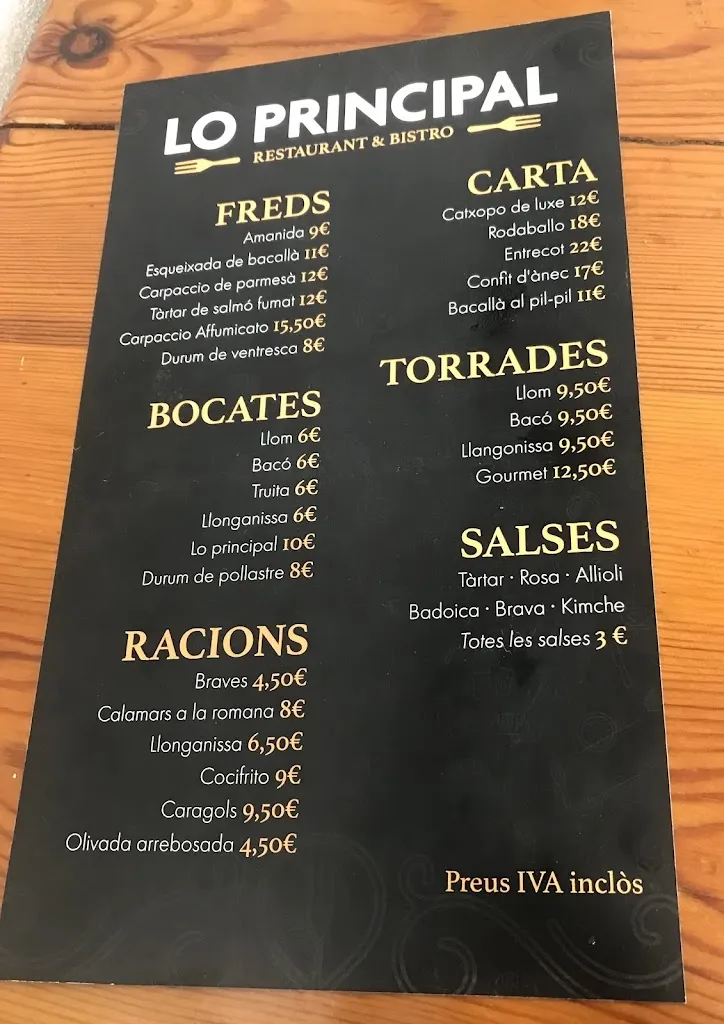 LO PRINCIPAL
RESTAURANT & BISTRO
FREDS
Amanida 9€
Esqueixada de bacallà 11€
Carpaccio de parmesà 12€
Tàrtar de salmó fumat 12€
Carpaccio Affumicato 15,50€
Durum de ventresca 8€
BOCATES
Llom 6€
Bacó 6€
Truita 6€
Llonganissa 6€
Lo principal 10€
Durum de pollastre 8€
RACIONS
Braves 4,50€
Calamars a la romana 8€
Llonganissa 6,50€
Cocifrito 9€
Caragols 9,50€
Olivada arrebosada 4,50€
CARTA
Catxopo de luxe 12€
Rodaballo 18€
Entrecot 22€
Confit d'ànec 17€
Bacallà al pil-pil 11€
TORRADES
Llom 9,50€
Bacó 9,50€
Llangonissa 9,50€
Gourmet 12,50€
SALSES
Tàrtar · Rosa · Allioli
Badoica · Brava · Kimche
Totes les salses 3 €
Preus IVA inclòs